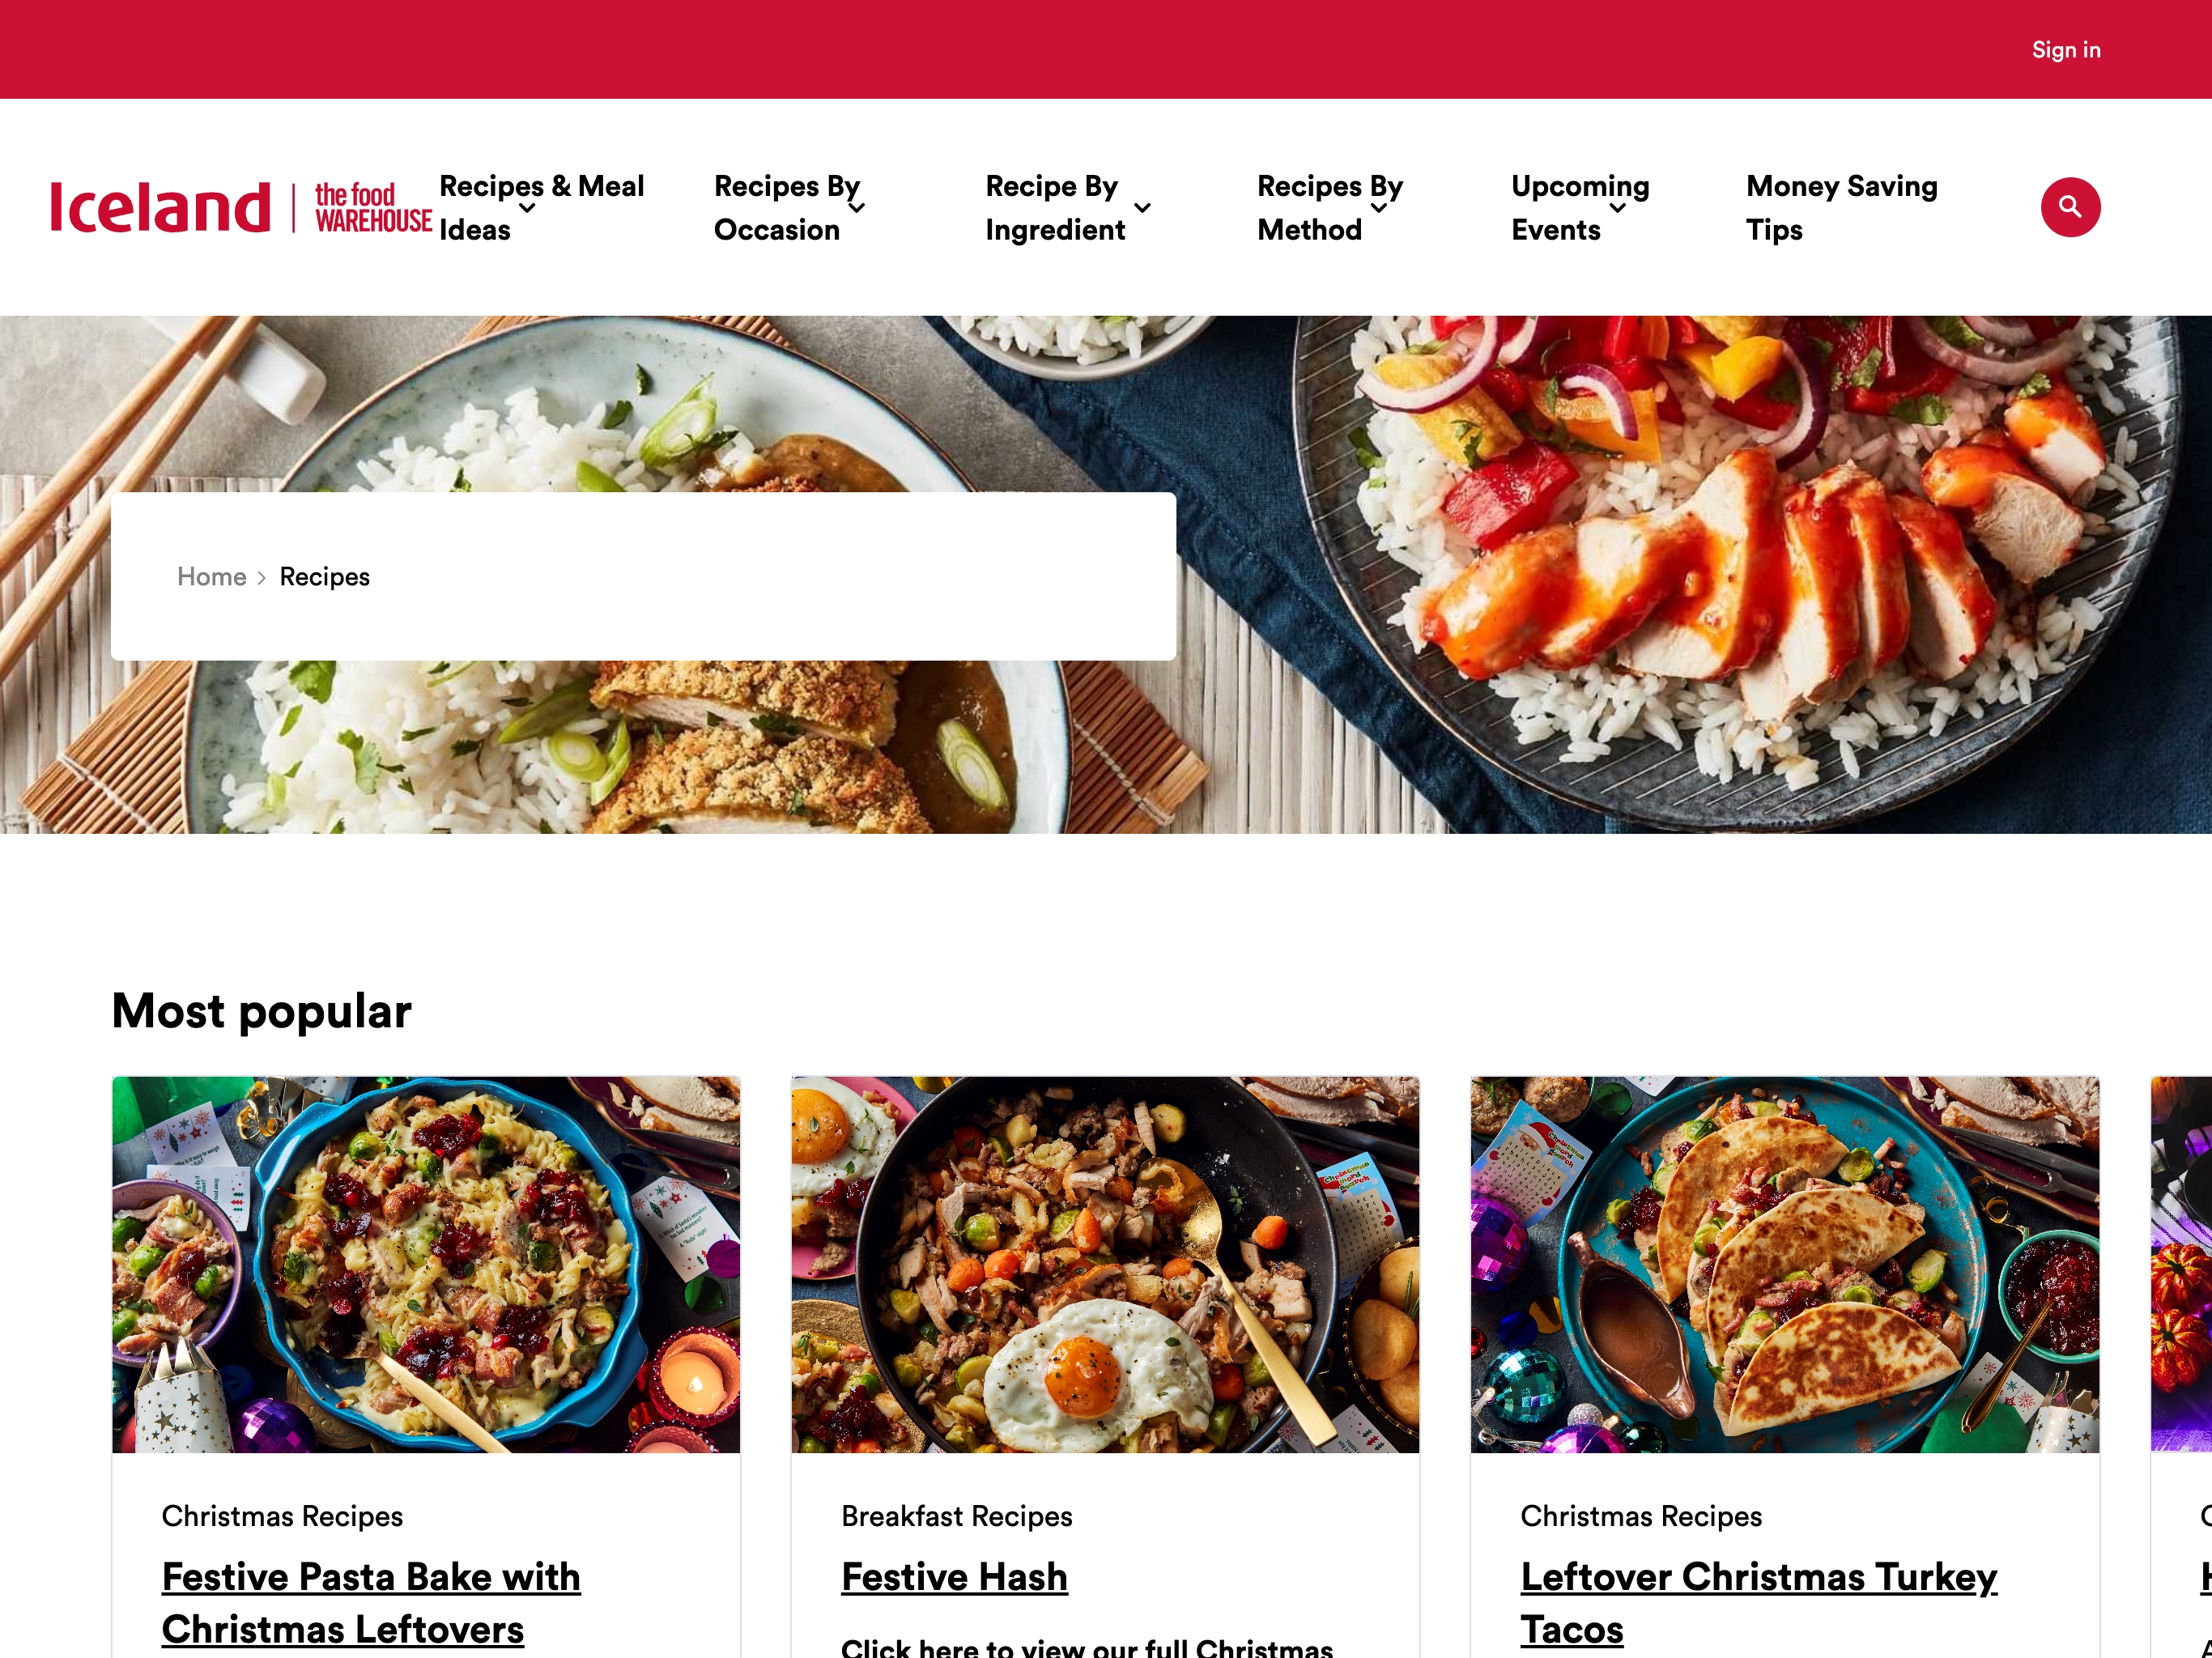 Sign in
Iceland
the food
WAREHOUSE
Recipes & Meal
Ideas
Recipes By
Occasion
Recipe By
Ingredient
Recipes By
Method
Upcoming
Events
Money Saving
Tips
Home
Recipes
Most popular
Christmas Recipes
Festive Pasta Bake with
Christmas Leftovers
Breakfast Recipes
Festive Hash
Click here to view our full Christmas
Christmas Recipes
Leftover Christmas Turkey
Tacos